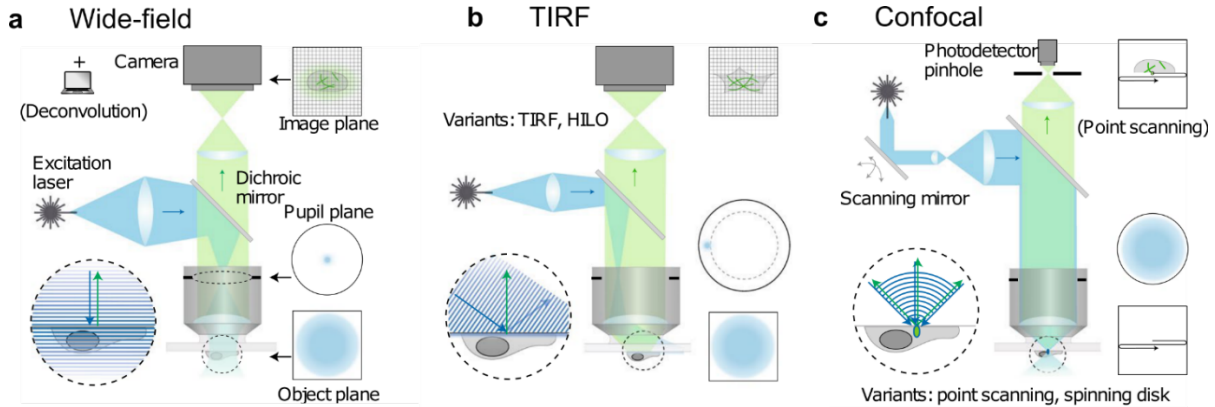 a Wide-field
+
(Deconvolution)
Camera
Image plane
Excitation
laser
Dichroic
mirror
Pupil plane
Object plane
b TIRF
Variants: TIRF, HILO
c Confocal
Photodetector
pinhole
(Point scanning)
Scanning mirror
Variants: point scanning, spinning disk